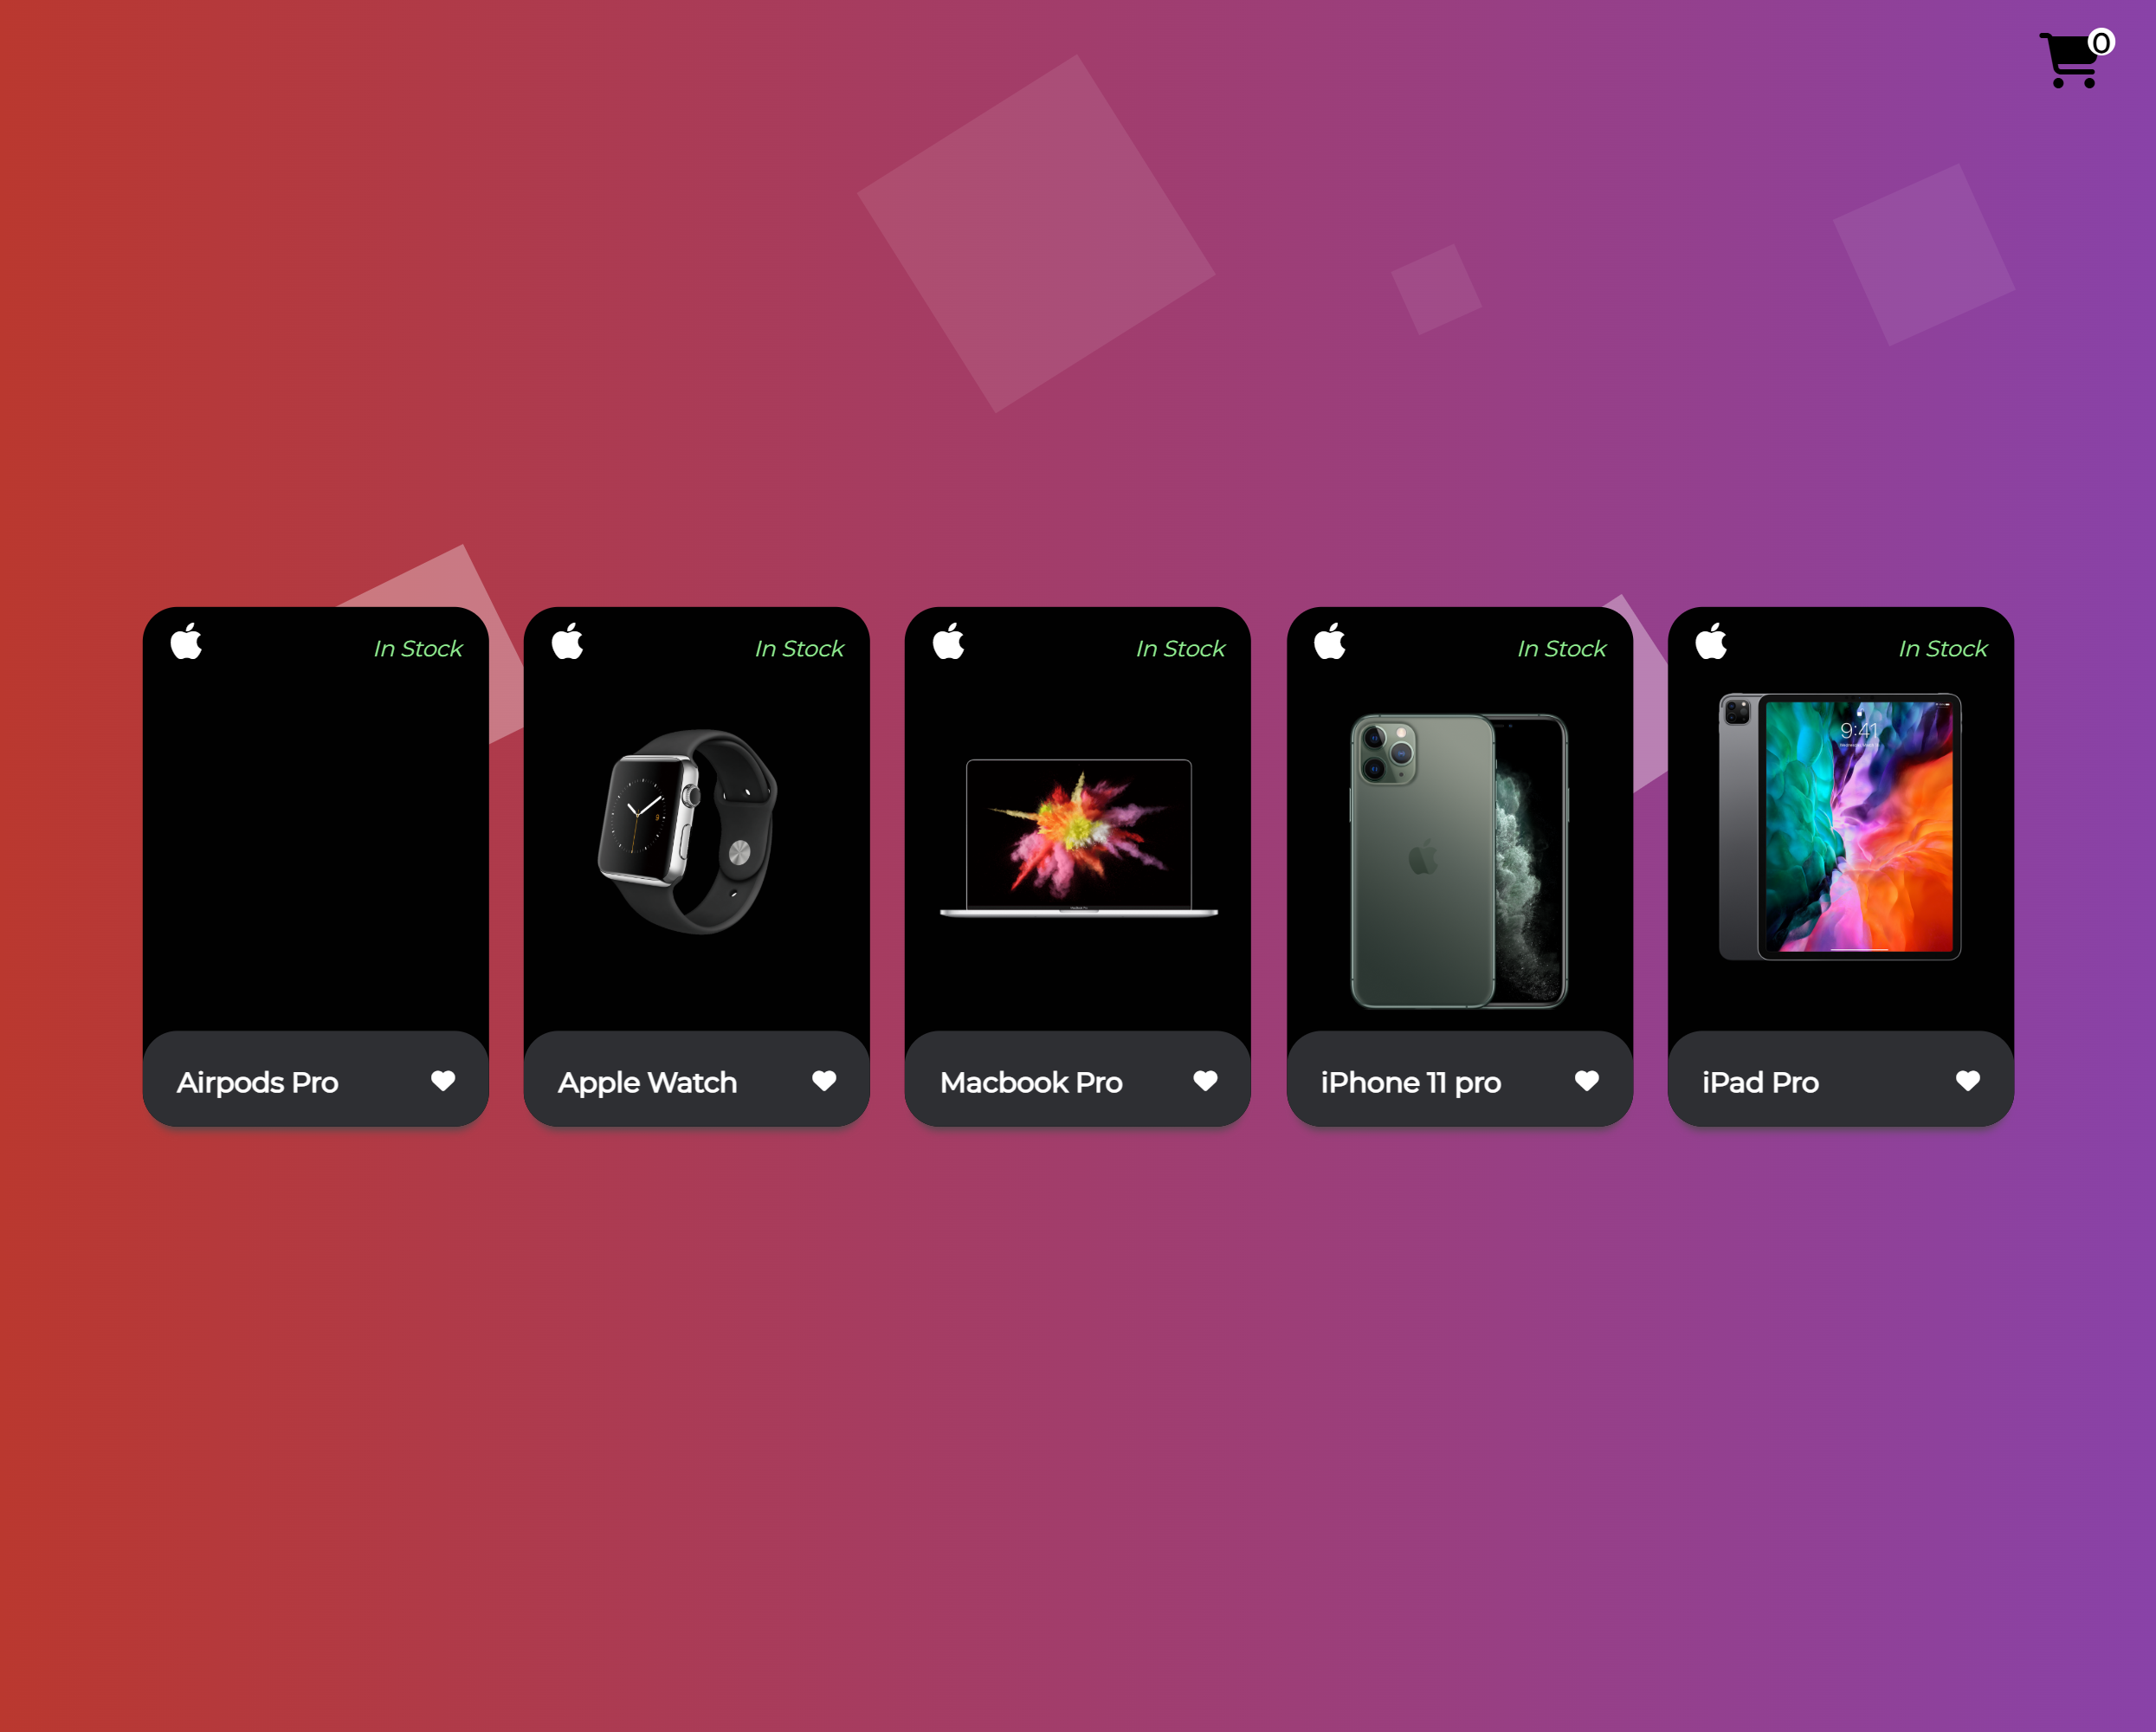 0
In Stock
In Stock
In Stock
In Stock
In Stock
9:41
Airpods Pro
Apple Watch
Macbook Pro
iPhone 11 pro
iPad Pro